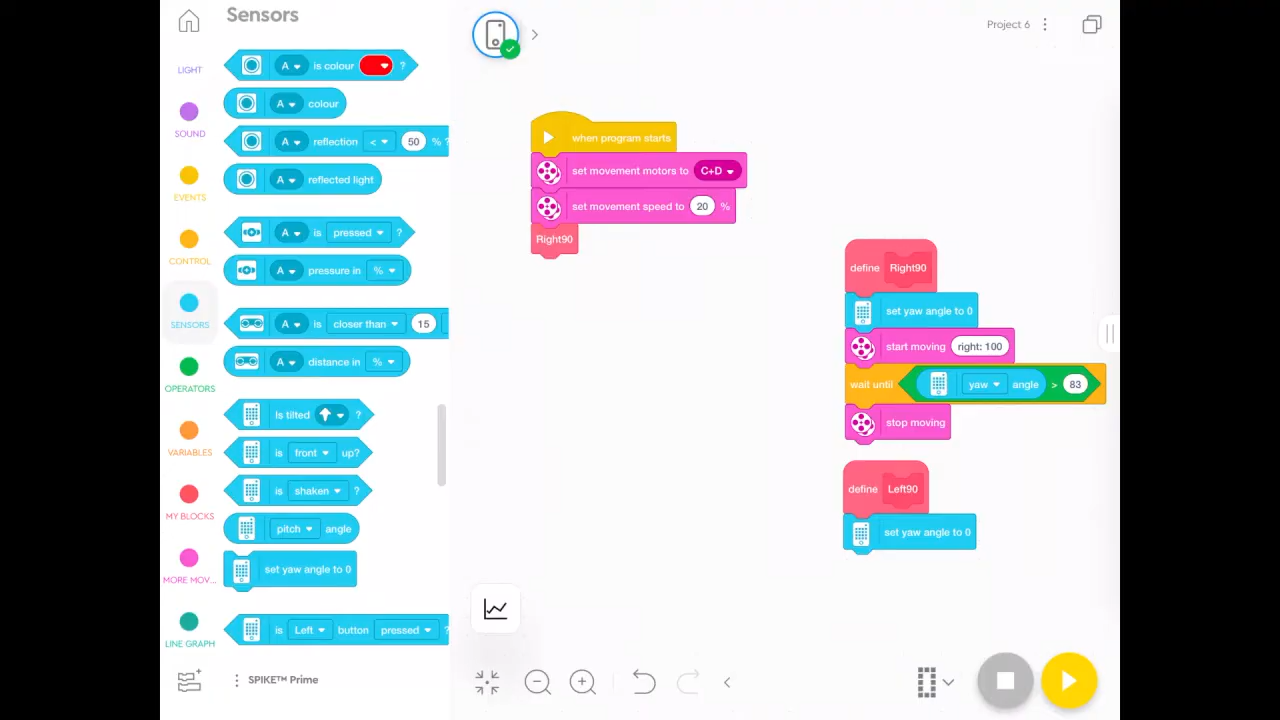 Sensors
LIGHT
SOUND
EVENTS
CONTROL
SENSORS
OPERATORS
VARIABLES
MY BLOCKS
MORE MOV...
LINE GRAPH
A is colour ?
A colour
A reflection < 50 % ?
A reflected light
A is pressed ?
A pressure in %
A is closer than 15
A distance in %
is tilted ?
is front up?
is shaken ?
pitch angle
set yaw angle to 0
is Left button pressed ?
SPIKE™ Prime
Project 6
when program starts
set movement motors to C+D
set movement speed to 20 %
Right90
define Right90
set yaw angle to 0
start moving right: 100
wait until yaw angle > 83
stop moving
define Left90
set yaw angle to 0